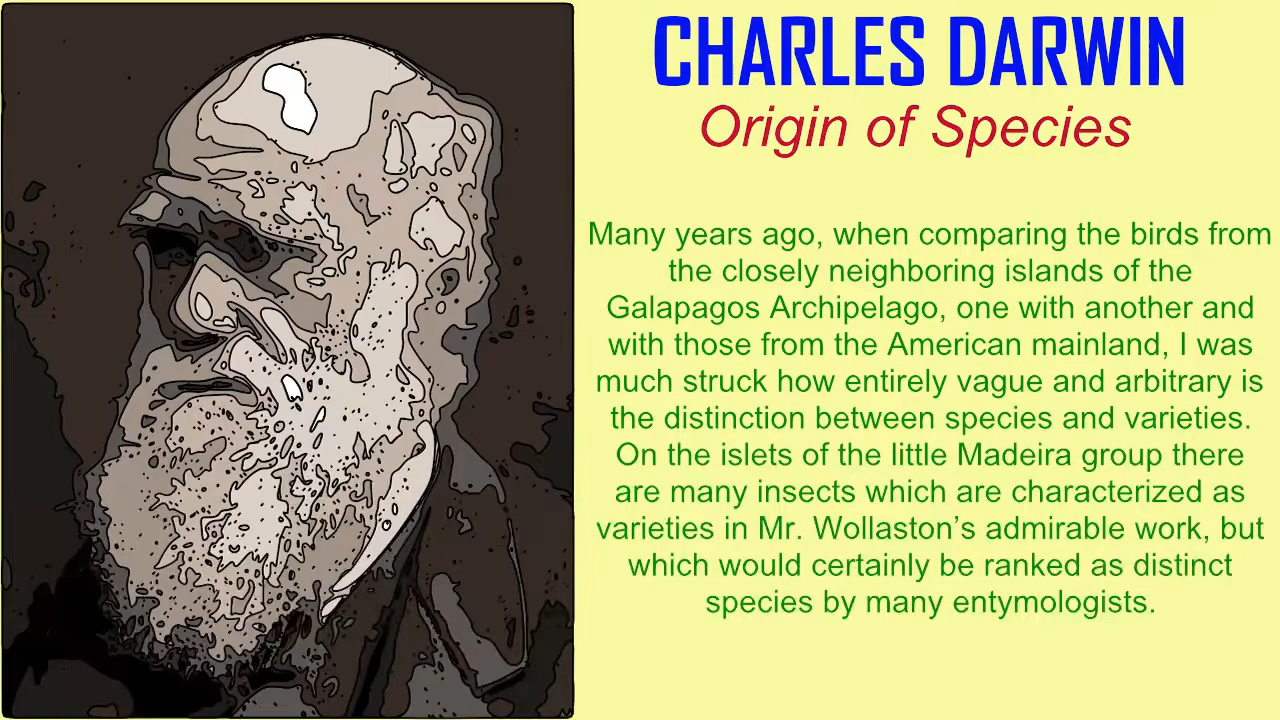 CHARLES DARWIN
Origin of Species
Many years ago, when comparing the birds from
the closely neighboring islands of the
Galapagos Archipelago, one with another and
with those from the American mainland, I was
much struck how entirely vague and arbitrary is
the distinction between species and varieties.
On the islets of the little Madeira group there
are many insects which are characterized as
varieties in Mr. Wollaston’s admirable work, but
which would certainly be ranked as distinct
species by many entymologists.